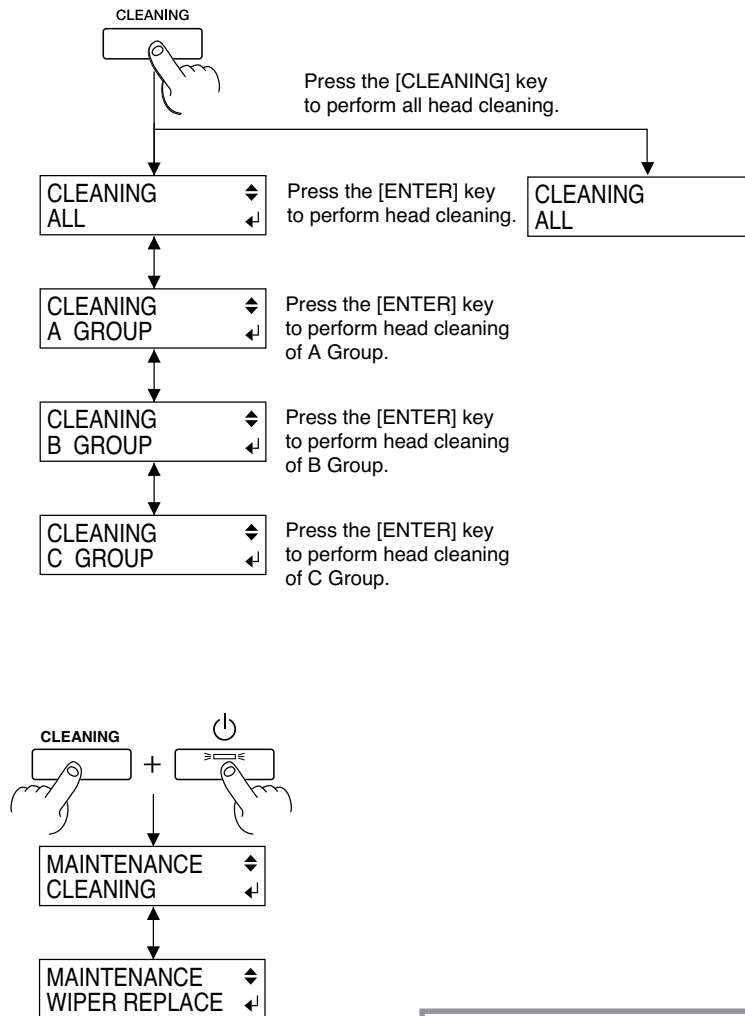 CLEANING
Press the [CLEANING] key
to perform all head cleaning.
CLEANING
ALL
Press the [ENTER] key
to perform head cleaning.
CLEANING
ALL
CLEANING
A GROUP
Press the [ENTER] key
to perform head cleaning
of A Group.
CLEANING
B GROUP
Press the [ENTER] key
to perform head cleaning
of B Group.
CLEANING
C GROUP
Press the [ENTER] key
to perform head cleaning
of C Group.
CLEANING
+
MAINTENANCE
CLEANING
MAINTENANCE
WIPER REPLACE